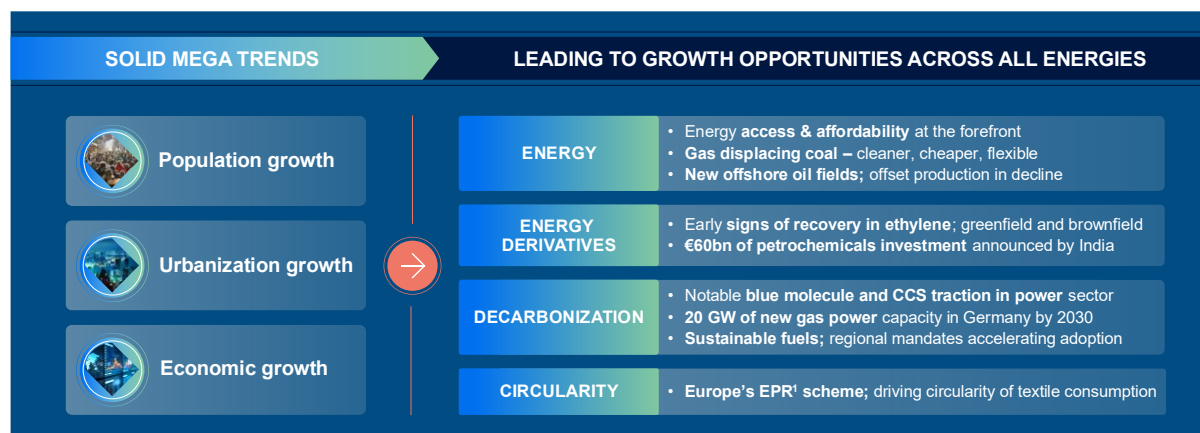 SOLID MEGA TRENDS
LEADING TO GROWTH OPPORTUNITIES ACROSS ALL ENERGIES
Population growth
Urbanization growth
Economic growth
ENERGY
• Energy access & affordability at the forefront
• Gas displacing coal – cleaner, cheaper, flexible
• New offshore oil fields; offset production in decline
ENERGY
DERIVATIVES
• Early signs of recovery in ethylene; greenfield and brownfield
• €60bn of petrochemicals investment announced by India
DECARBONIZATION
• Notable blue molecule and CCS traction in power sector
• 20 GW of new gas power capacity in Germany by 2030
• Sustainable fuels; regional mandates accelerating adoption
CIRCULARITY
• Europe’s EPR¹ scheme; driving circularity of textile consumption